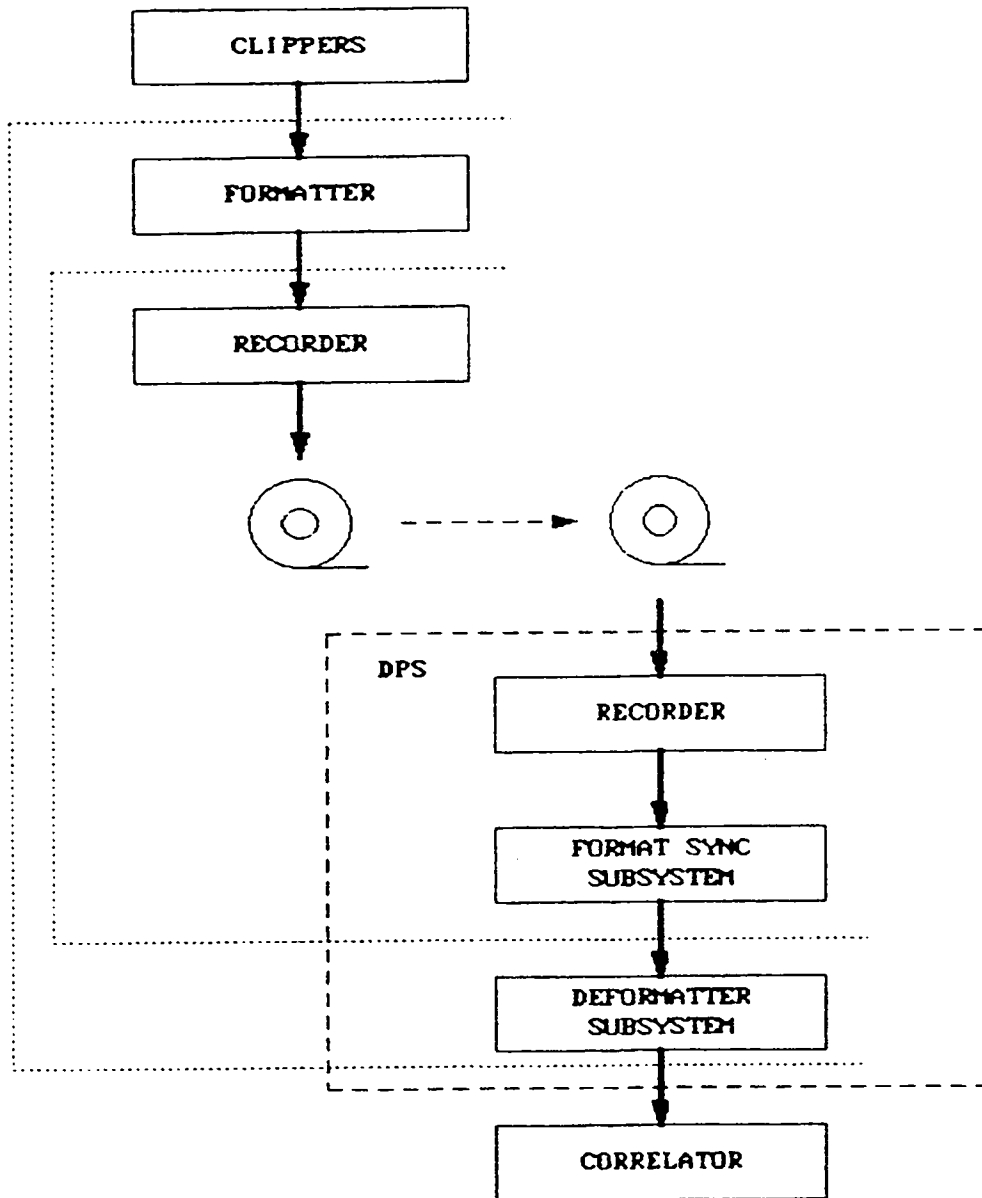 CLIPPERS
FORMATTER
RECORDER
DPS
RECORDER
FORMAT SYNC
SUBSYSTEM
DEFORMATTER
SUBSYSTEM
CORRELATOR